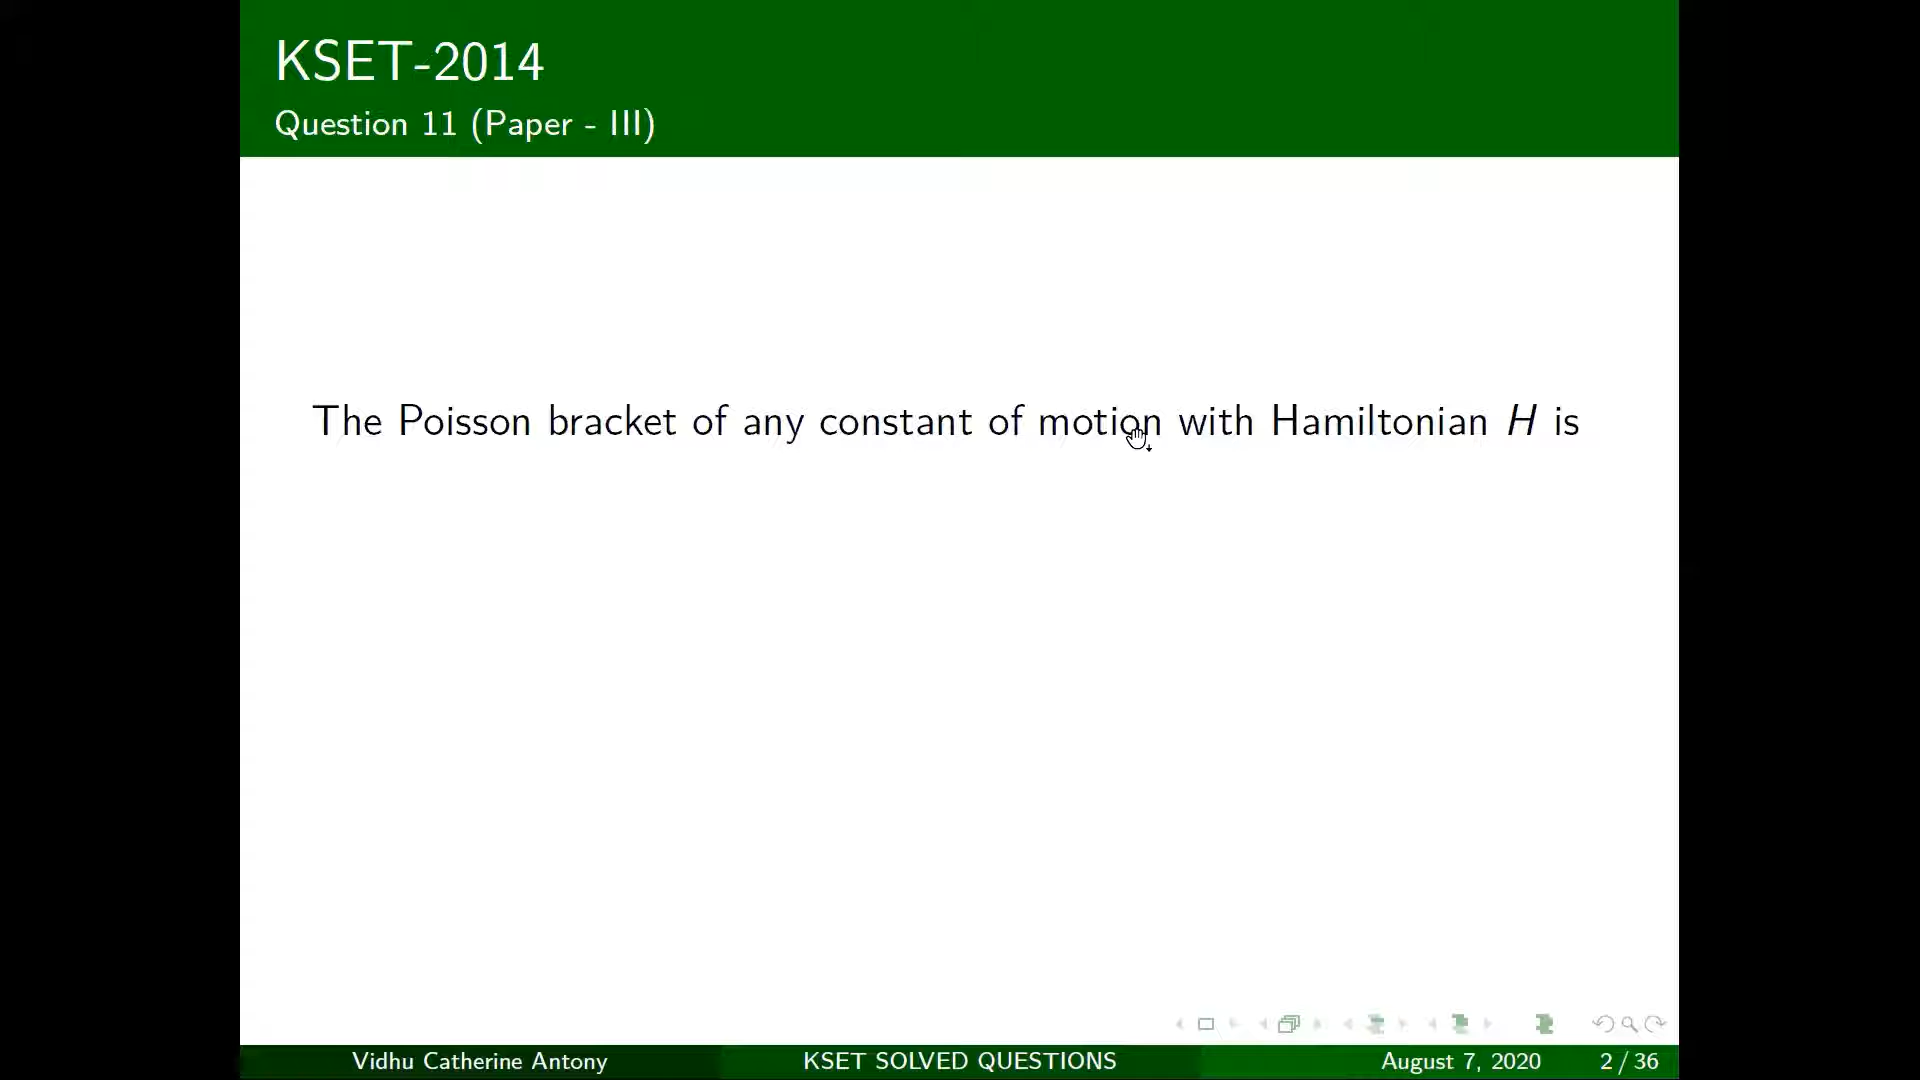 KSET-2014
Question 11 (Paper - III)
The Poisson bracket of any constant of motion with Hamiltonian H is
Vidhu Catherine Antony KSET SOLVED QUESTIONS August 7, 2020 2 / 36